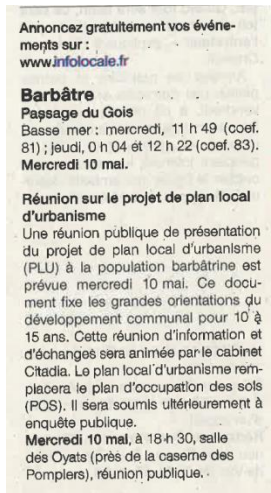 Annoncez gratuitement vos événe-
ments sur :
www.infolocale.fr
Barbâtre
Passage du Gois
Basse mer : mercredi, 11 h 49 (coef.
81) ; jeudi, 0 h 04 et 12 h 22 (coef. 83).
Mercredi 10 mai.
Réunion sur le projet de plan local
d'urbanisme
Une réunion publique de présentation
du projet de plan local d'urbanisme
(PLU) à la population barbâtrine est
prévue mercredi 10 mai. Ce docu-
ment fixe les grandes orientations du
développement communal pour 10 à
15 ans. Cette réunion d'information et
d'échanges sera animée par le cabinet
Citadia. Le plan local d'urbanisme rem-
placera le plan d'occupation des sols
(POS). Il sera soumis ultérieurement à
enquête publique.
Mercredi 10 mai, à 18 h 30, salle
des Oyats (près de la caserne des
Pompiers), réunion publique.